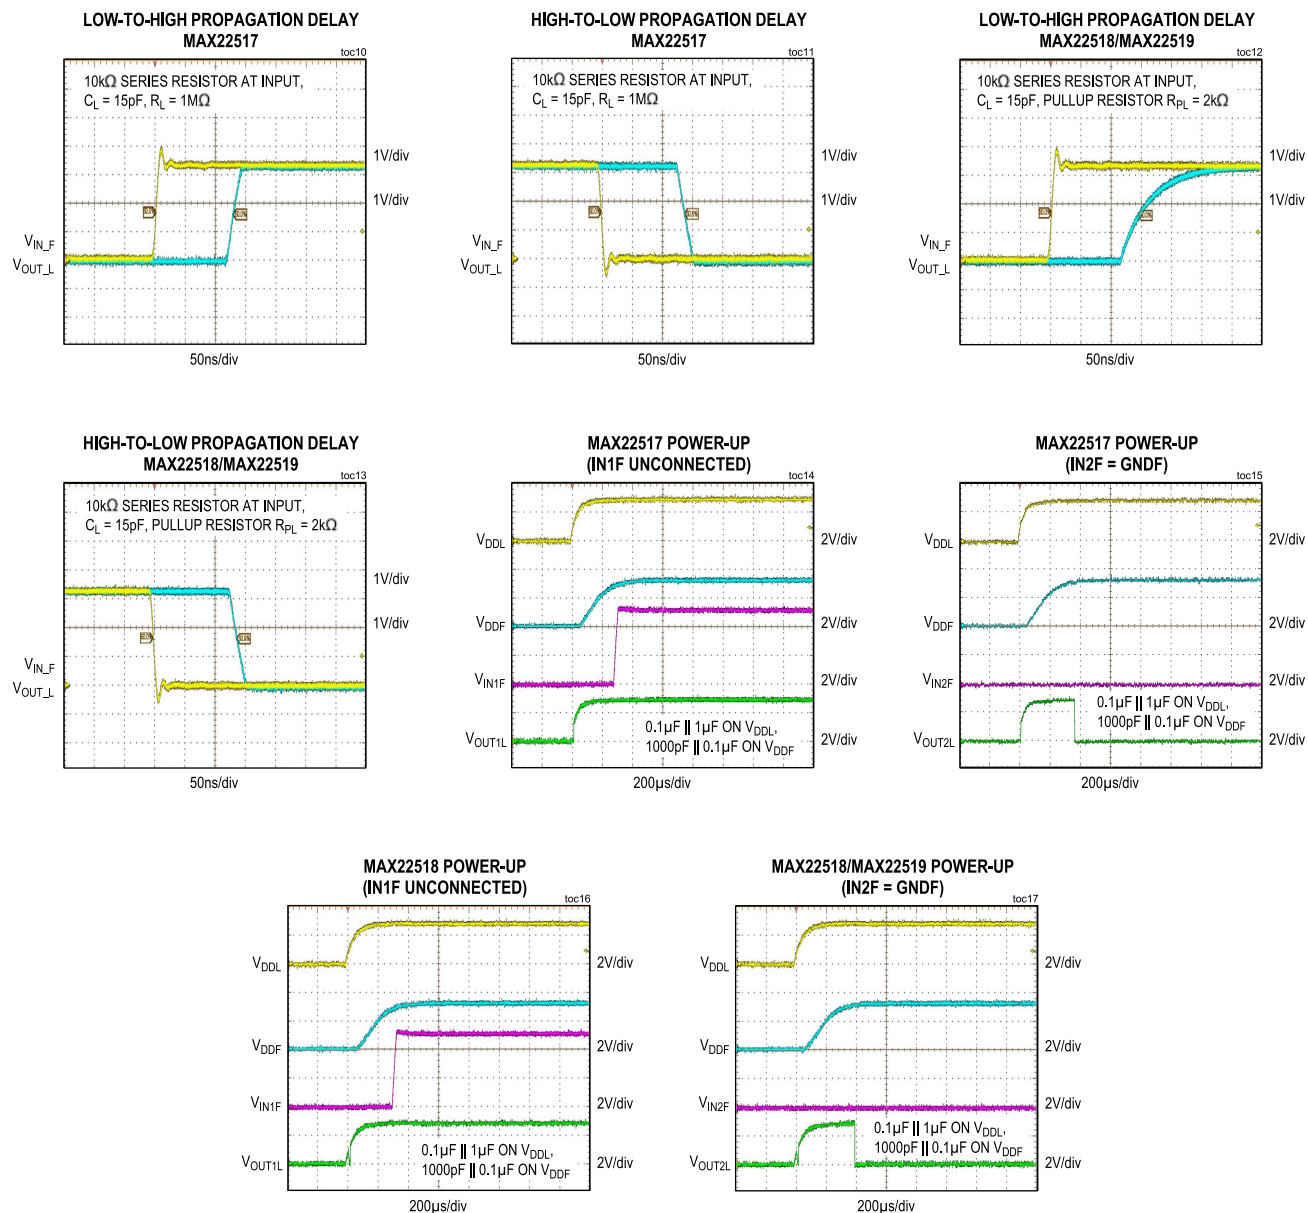 LOW-TO-HIGH PROPAGATION DELAY
MAX22517
toc10
10kΩ SERIES RESISTOR AT INPUT,
CL = 15pF, RL = 1MΩ
1V/div
1V/div
VIN_F
VOUT_L
50ns/div
HIGH-TO-LOW PROPAGATION DELAY
MAX22517
toc11
10kΩ SERIES RESISTOR AT INPUT,
CL = 15pF, RL = 1MΩ
1V/div
1V/div
VIN_F
VOUT_L
50ns/div
LOW-TO-HIGH PROPAGATION DELAY
MAX22518/MAX22519
toc12
10kΩ SERIES RESISTOR AT INPUT,
CL = 15pF, PULLUP RESISTOR RPL = 2kΩ
1V/div
1V/div
VIN_F
VOUT_L
50ns/div
HIGH-TO-LOW PROPAGATION DELAY
MAX22518/MAX22519
toc13
10kΩ SERIES RESISTOR AT INPUT,
CL = 15pF, PULLUP RESISTOR RPL = 2kΩ
1V/div
1V/div
VIN_F
VOUT_L
50ns/div
MAX22517 POWER-UP
(IN1F UNCONNECTED)
toc14
VDDL
2V/div
VDDF
2V/div
VIN1F
2V/div
0.1µF || 1µF ON VDDL,
1000pF || 0.1µF ON VDDF
VOUT1L
2V/div
200µs/div
MAX22517 POWER-UP
(IN2F = GNDF)
toc15
VDDL
2V/div
VDDF
2V/div
VIN2F
2V/div
0.1µF || 1µF ON VDDL,
1000pF || 0.1µF ON VDDF
VOUT2L
2V/div
200µs/div
MAX22518 POWER-UP
(IN1F UNCONNECTED)
toc16
VDDL
2V/div
VDDF
2V/div
VIN1F
2V/div
0.1µF || 1µF ON VDDL,
1000pF || 0.1µF ON VDDF
VOUT1L
2V/div
200µs/div
MAX22518/MAX22519 POWER-UP
(IN2F = GNDF)
toc17
VDDL
2V/div
VDDF
2V/div
VIN2F
2V/div
0.1µF || 1µF ON VDDL,
1000pF || 0.1µF ON VDDF
VOUT2L
2V/div
200µs/div